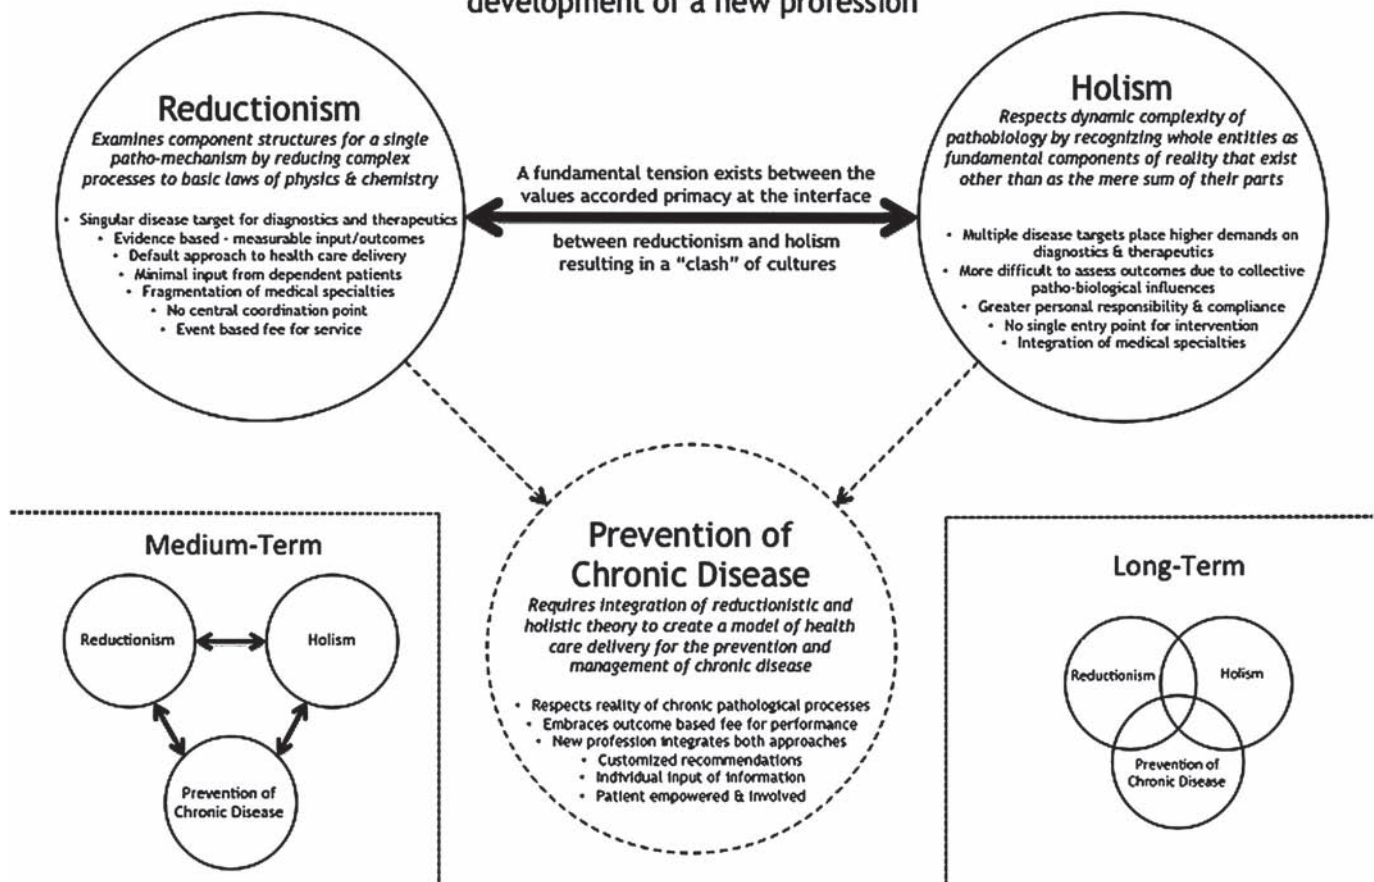 development of a new profession
Reductionism
Examines component structures for a single
patho-mechanism by reducing complex
processes to basic laws of physics & chemistry
• Singular disease target for diagnostics and therapeutics
• Evidence based - measurable input/outcomes
• Default approach to health care delivery
• Minimal input from dependent patients
• Fragmentation of medical specialties
• No central coordination point
• Event based fee for service
A fundamental tension exists between the
values accorded primacy at the interface
between reductionism and holism
resulting in a "clash" of cultures
Holism
Respects dynamic complexity of
pathobiology by recognizing whole entities as
fundamental components of reality that exist
other than as the mere sum of their parts
• Multiple disease targets place higher demands on
diagnostics & therapeutics
• More difficult to assess outcomes due to collective
patho-biological influences
• Greater personal responsibility & compliance
• No single entry point for intervention
• Integration of medical specialties
Prevention of
Chronic Disease
Requires integration of reductionistic and
holistic theory to create a model of health
care delivery for the prevention and
management of chronic disease
• Respects reality of chronic pathological processes
• Embraces outcome based fee for performance
• New profession integrates both approaches
• Customized recommendations
• Individual input of information
• Patient empowered & involved
Medium-Term
Reductionism
Holism
Prevention of
Chronic Disease
Long-Term
Reductionism
Holism
Prevention of
Chronic Disease